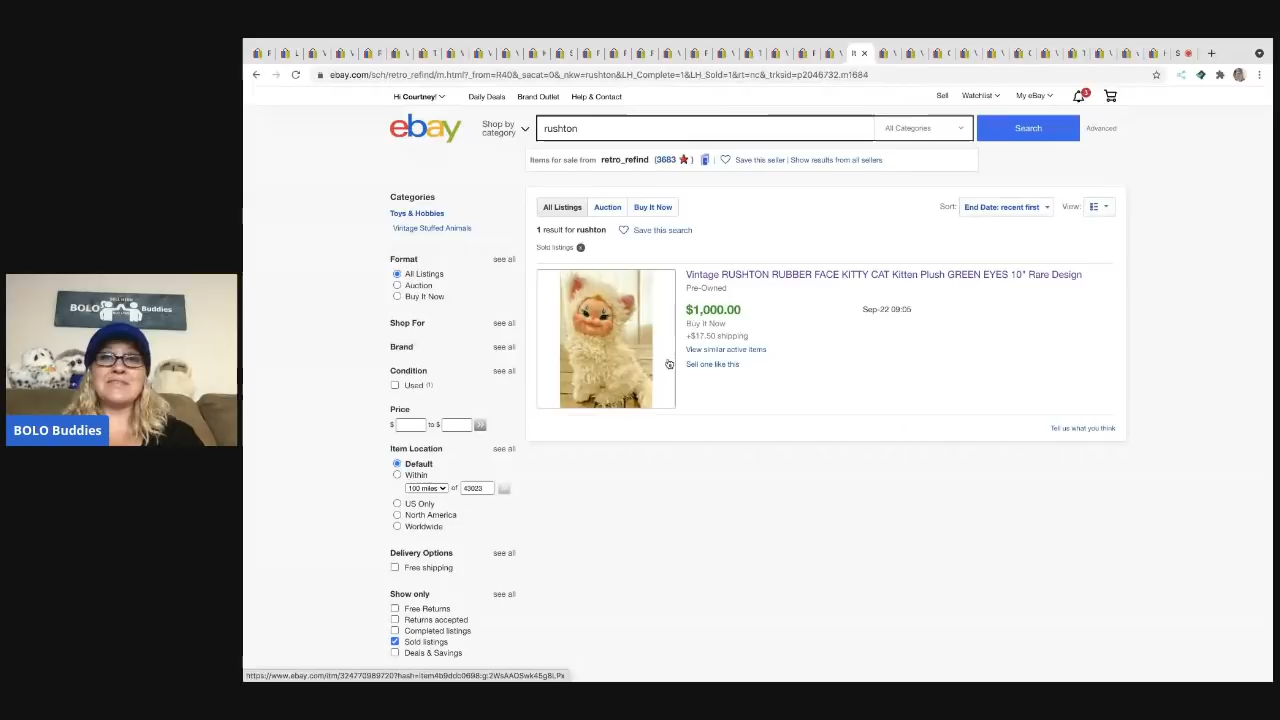 ebay.com/sch/retro_refind/m.html?_from=R40&_sacat=0&_nkw=rushton&LH_Complete=1&LH_Sold=1&rt=nc&_trksid=p2046732.m1684
Hi Courtney!
Daily Deals
Brand Outlet
Help & Contact
Sell
Watchlist
My eBay
1
ebay
Shop by
category
rushton
All Categories
Search
Advanced
Items for sale from retro_refind (3683 ) | Save this seller | Show results from all sellers
Categories
Toys & Hobbies
Vintage Stuffed Animals
Format see all
All Listings
Auction
Buy It Now
Shop For see all
Brand see all
Condition see all
Used (1)
Price
$ to $
Item Location see all
Default
Within
100 miles of 43023
US Only
North America
Worldwide
Delivery Options see all
Free shipping
Show only see all
Free Returns
Returns accepted
Completed listings
Sold listings
Deals & Savings
All Listings Auction Buy It Now
Sort: End Date: recent first View:
1 result for rushton Save this search
Sold listings
Vintage RUSHTON RUBBER FACE KITTY CAT Kitten Plush GREEN EYES 10" Rare Design
Pre-Owned
$1,000.00 Sep-22 09:05
Buy It Now
+$17.50 shipping
View similar active items
Sell one like this
Tell us what you think
BOLO Buddies
BOLO Buddies